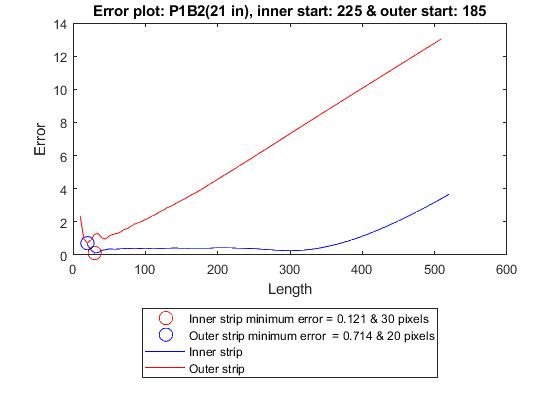 Error plot: P1B2(21 in), inner start: 225 & outer start: 185
14
12
10
8
6
4
2
0
Error
0 100 200 300 400 500 600
Length
Inner strip minimum error = 0.121 & 30 pixels
Outer strip minimum error = 0.714 & 20 pixels
Inner strip
Outer strip